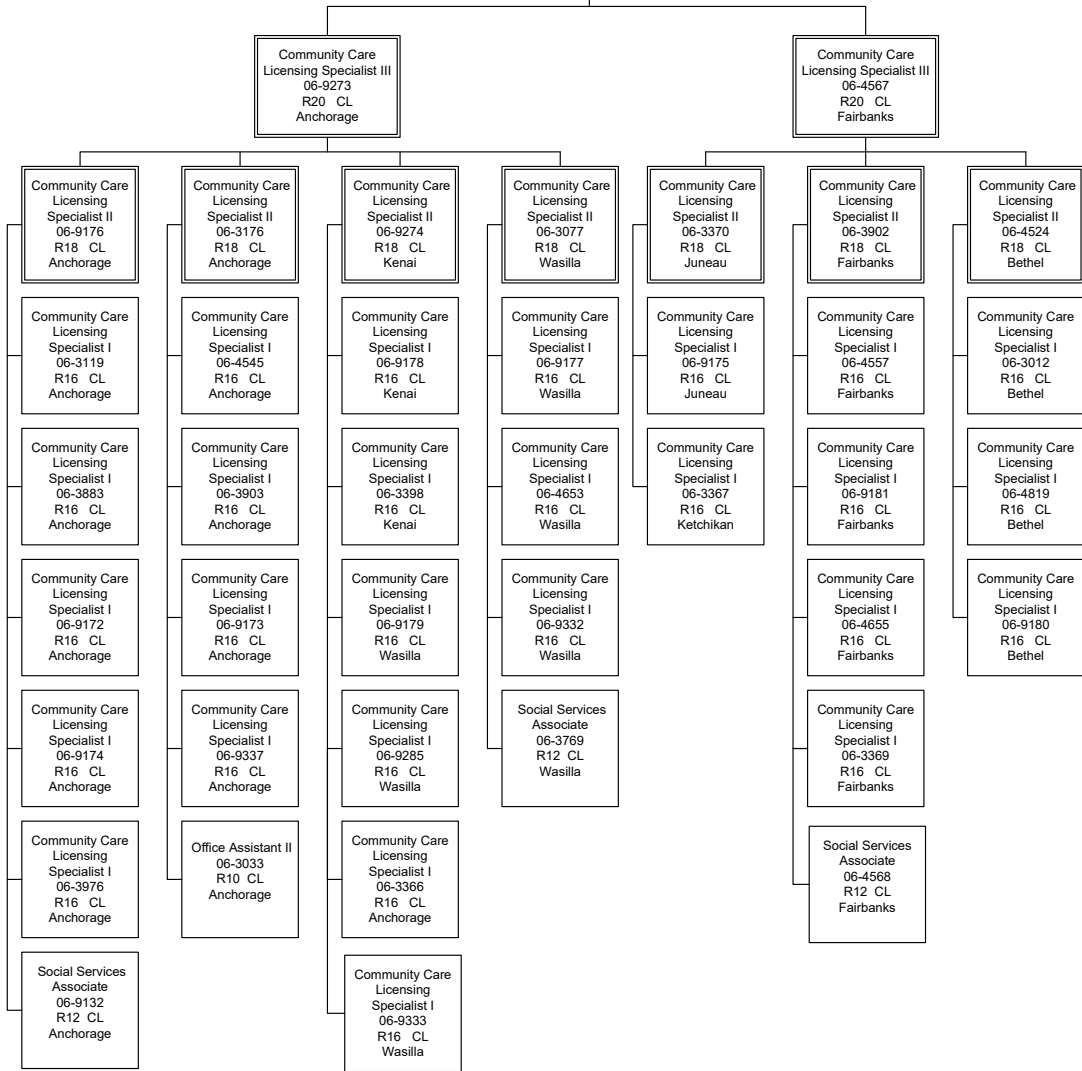 Community Care
Licensing Specialist III
06-9273
R20 CL
Anchorage
Community Care
Licensing Specialist III
06-4567
R20 CL
Fairbanks
Community Care
Licensing
Specialist II
06-9176
R18 CL
Anchorage
Community Care
Licensing
Specialist II
06-3176
R18 CL
Anchorage
Community Care
Licensing
Specialist II
06-9274
R18 CL
Kenai
Community Care
Licensing
Specialist II
06-3077
R18 CL
Wasilla
Community Care
Licensing
Specialist II
06-3370
R18 CL
Juneau
Community Care
Licensing
Specialist II
06-3902
R18 CL
Fairbanks
Community Care
Licensing
Specialist II
06-4524
R18 CL
Bethel
Community Care
Licensing
Specialist I
06-3119
R16 CL
Anchorage
Community Care
Licensing
Specialist I
06-4545
R16 CL
Anchorage
Community Care
Licensing
Specialist I
06-9178
R16 CL
Kenai
Community Care
Licensing
Specialist I
06-9177
R16 CL
Wasilla
Community Care
Licensing
Specialist I
06-9175
R16 CL
Juneau
Community Care
Licensing
Specialist I
06-4557
R16 CL
Fairbanks
Community Care
Licensing
Specialist I
06-3012
R16 CL
Bethel
Community Care
Licensing
Specialist I
06-3883
R16 CL
Anchorage
Community Care
Licensing
Specialist I
06-3903
R16 CL
Anchorage
Community Care
Licensing
Specialist I
06-3398
R16 CL
Kenai
Community Care
Licensing
Specialist I
06-4653
R16 CL
Wasilla
Community Care
Licensing
Specialist I
06-3367
R16 CL
Ketchikan
Community Care
Licensing
Specialist I
06-9181
R16 CL
Fairbanks
Community Care
Licensing
Specialist I
06-4819
R16 CL
Bethel
Community Care
Licensing
Specialist I
06-9172
R16 CL
Anchorage
Community Care
Licensing
Specialist I
06-9173
R16 CL
Anchorage
Community Care
Licensing
Specialist I
06-9179
R16 CL
Wasilla
Community Care
Licensing
Specialist I
06-9332
R16 CL
Wasilla
Community Care
Licensing
Specialist I
06-4655
R16 CL
Fairbanks
Community Care
Licensing
Specialist I
06-9180
R16 CL
Bethel
Community Care
Licensing
Specialist I
06-9174
R16 CL
Anchorage
Community Care
Licensing
Specialist I
06-9337
R16 CL
Anchorage
Community Care
Licensing
Specialist I
06-9285
R16 CL
Wasilla
Social Services
Associate
06-3769
R12 CL
Wasilla
Community Care
Licensing
Specialist I
06-3369
R16 CL
Fairbanks
Community Care
Licensing
Specialist I
06-3976
R16 CL
Anchorage
Office Assistant II
06-3033
R10 CL
Anchorage
Community Care
Licensing
Specialist I
06-3366
R16 CL
Anchorage
Social Services
Associate
06-4568
R12 CL
Fairbanks
Social Services
Associate
06-9132
R12 CL
Anchorage
Community Care
Licensing
Specialist I
06-9333
R16 CL
Wasilla